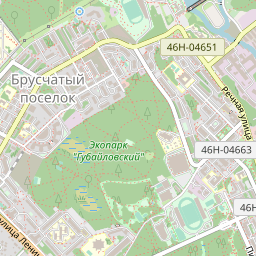 46Н-04651
Брусчатый
поселок
Речная улица
Экопарк
"Губайловский"
46Н-04663
46Н
улица Лени